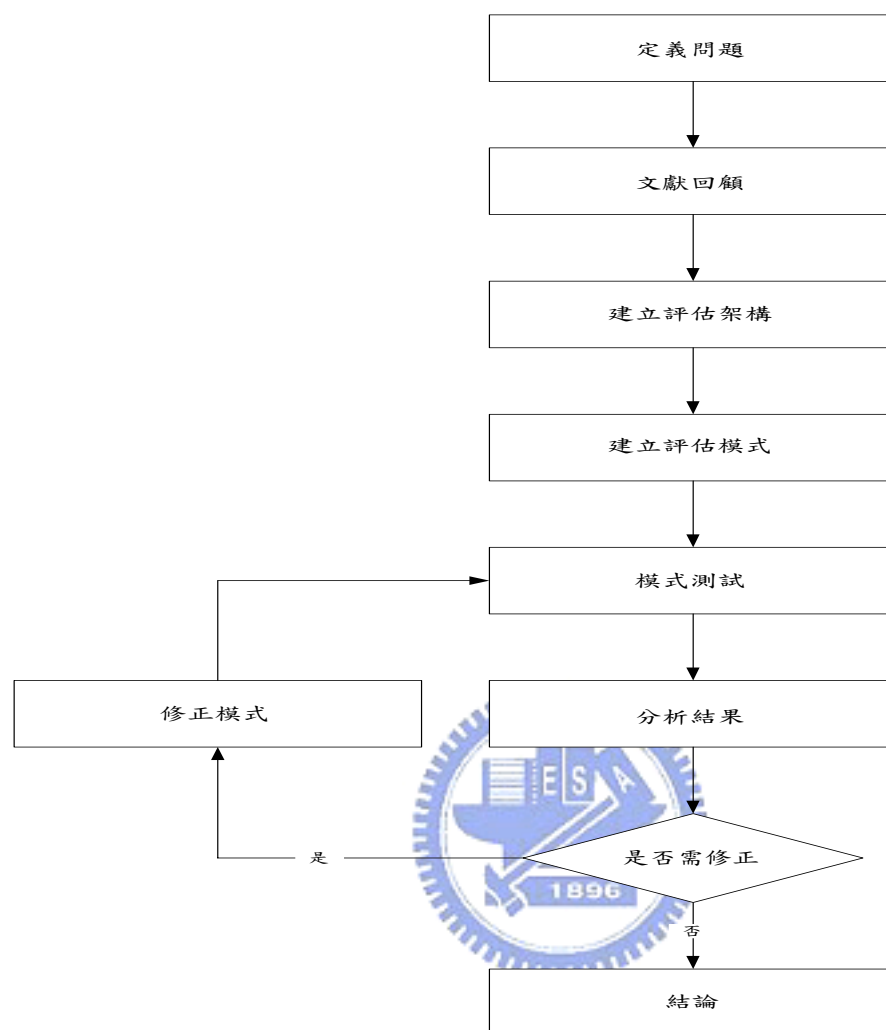 定義問題
文獻回顧
建立評估架構
建立評估模式
模式測試
修正模式
分析結果
E S A
是
是否需修正
1896
否
結論